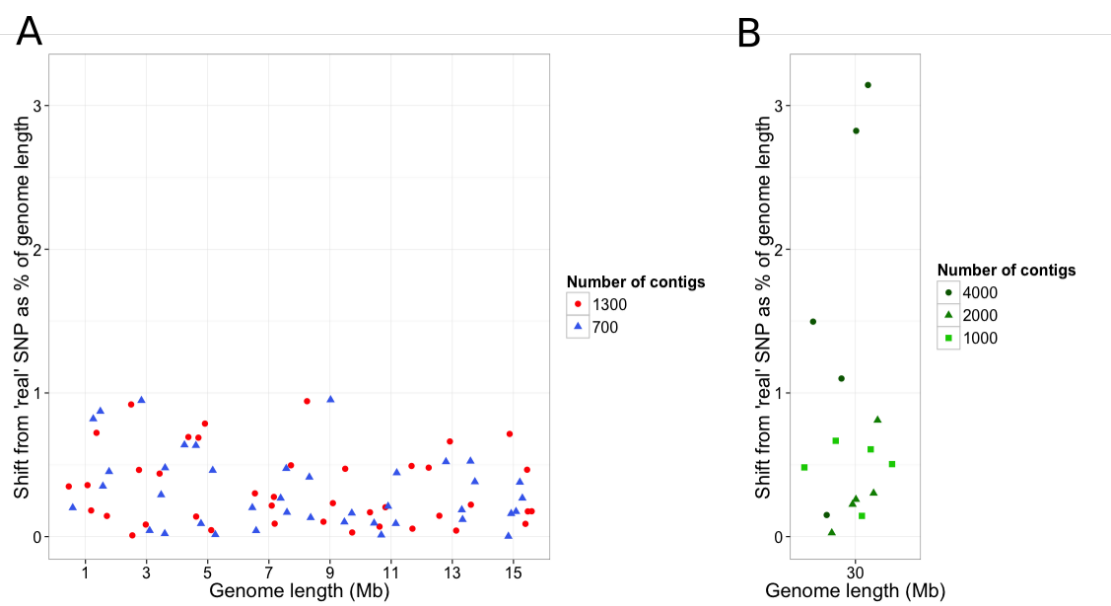 A
Shift from 'real' SNP as % of genome length
3
2
1
0
1 3 5 7 9 11 13 15
Genome length (Mb)
Number of contigs
1300
700
B
Shift from 'real' SNP as % of genome length
3
2
1
0
30
Genome length (Mb)
Number of contigs
4000
2000
1000